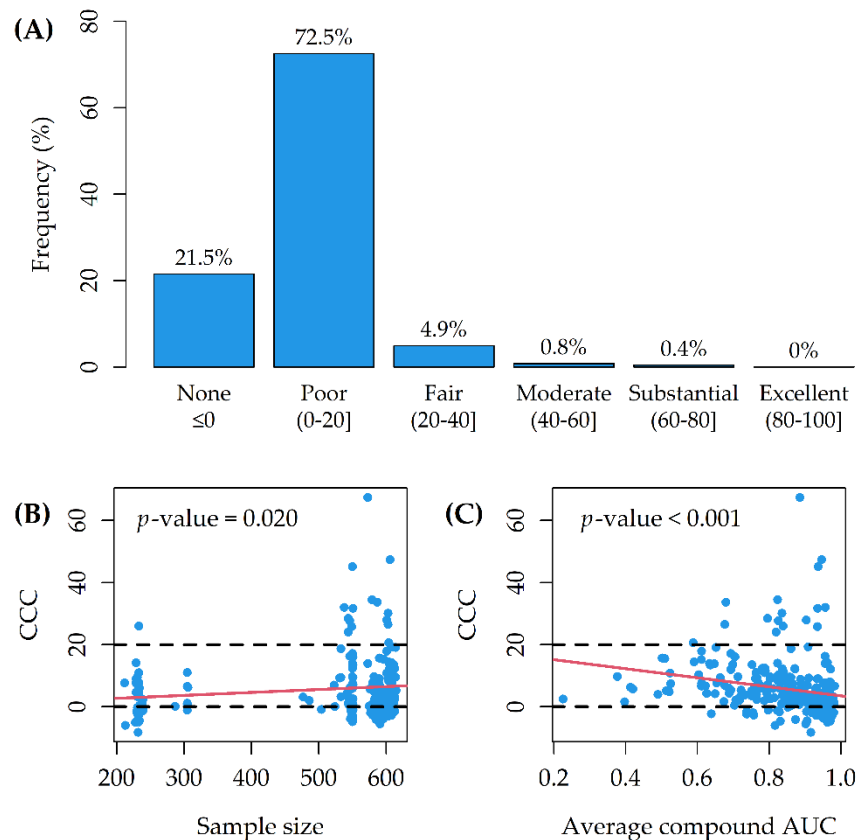 (A)
Frequency (%)
80
60
40
20
0
21.5%
72.5%
4.9%
0.8%
0.4%
0%
None Poor Fair Moderate Substantial Excellent
≤0 (0-20] (20-40] (40-60] (60-80] (80-100]
(B)
p-value = 0.020
CCC
60
40
20
0
200 300 400 500 600
Sample size
(C)
p-value < 0.001
CCC
60
40
20
0
0.2 0.4 0.6 0.8 1.0
Average compound AUC